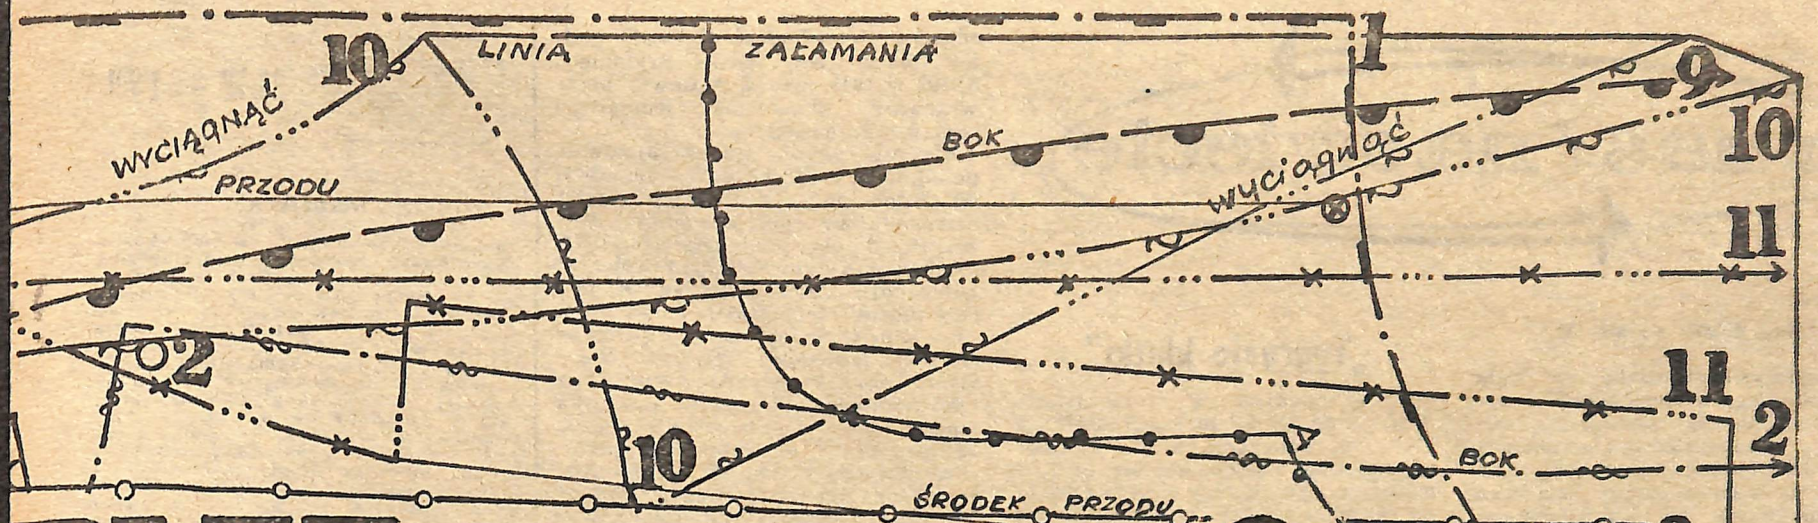 10
LINIA ZAŁAMANIA
1
9
WYCIĄGNĄĆ
BOK
wyciągnąć
10
PRZODU
11
2
11
2
10
BOK
ŚRODEK PRZODU